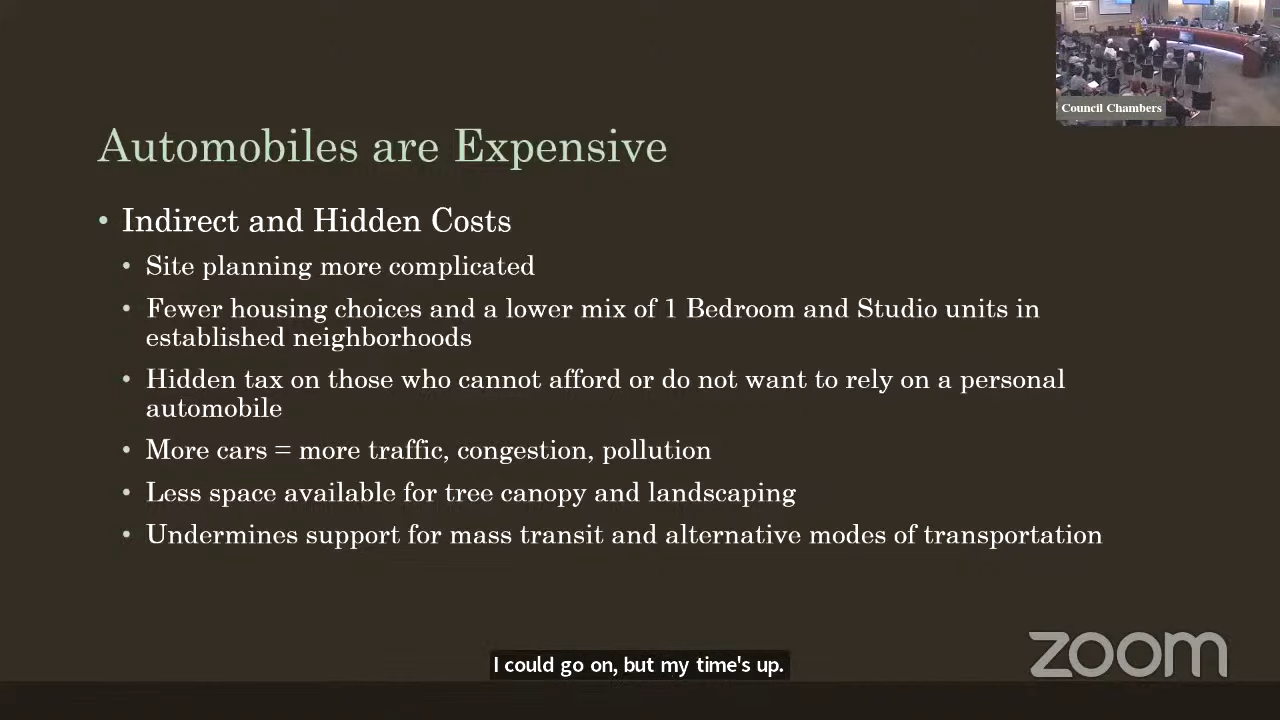 Council Chambers
Automobiles are Expensive
• Indirect and Hidden Costs
• Site planning more complicated
• Fewer housing choices and a lower mix of 1 Bedroom and Studio units in
established neighborhoods
• Hidden tax on those who cannot afford or do not want to rely on a personal
automobile
• More cars = more traffic, congestion, pollution
• Less space available for tree canopy and landscaping
• Undermines support for mass transit and alternative modes of transportation
I could go on, but my time's up.
zoom